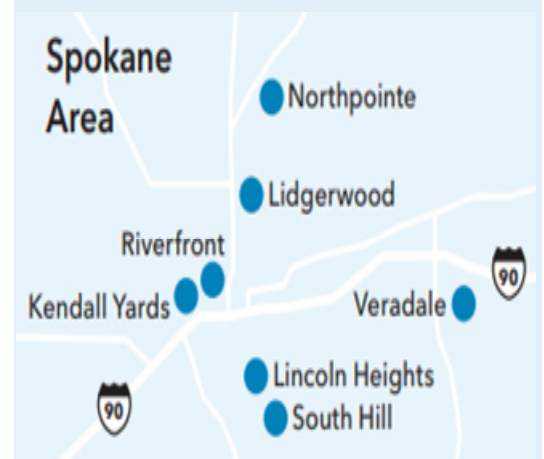 Spokane
Area
Northpointe
Lidgerwood
Riverfront
90
Kendall Yards
Veradale
Lincoln Heights
90
South Hill